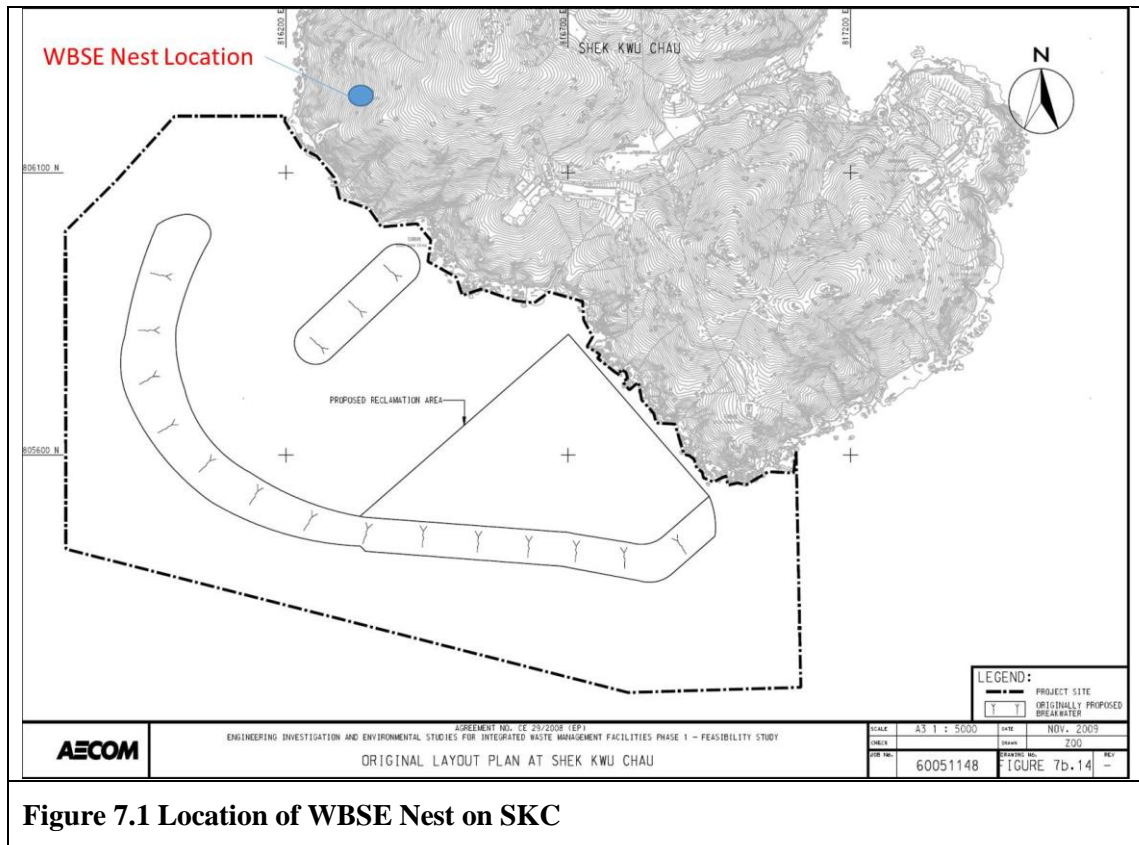 816200 E
816700 E
817200 E
SHEK KWU CHAU
WBSE Nest Location
N
806100 N
PROPOSED RECLAMATION AREA
805600 N
LEGEND:
PROJECT SITE
ORIGINALLY PROPOSED
BREAKWATER
AECOM
AGREEMENT NO. CE 29/2008 (EP)
ENGINEERING INVESTIGATION AND ENVIRONMENTAL STUDIES FOR INTEGRATED WASTE MANAGEMENT FACILITIES PHASE 1 - FEASIBILITY STUDY
ORIGINAL LAYOUT PLAN AT SHEK KWU CHAU
SCALE A3 1 : 5000 DATE NOV. 2009
CHECK DRAWN ZOO
JOB No. 60051148 DRAWING No. FIGURE 7b.14 REV -
Figure 7.1 Location of WBSE Nest on SKC